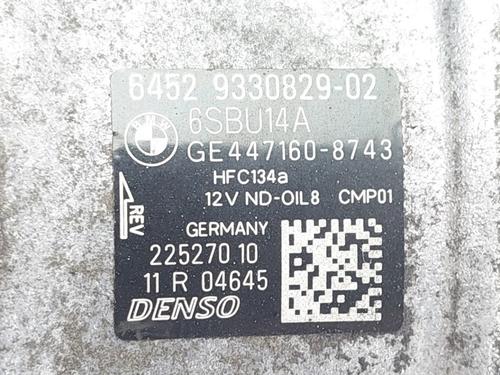 6452 9330829-02
6SBU14A
GE447160-8743
HFC134a
12V ND-OIL8 CMP01
REV
GERMANY
225270.10
11 R 04645
DENSO